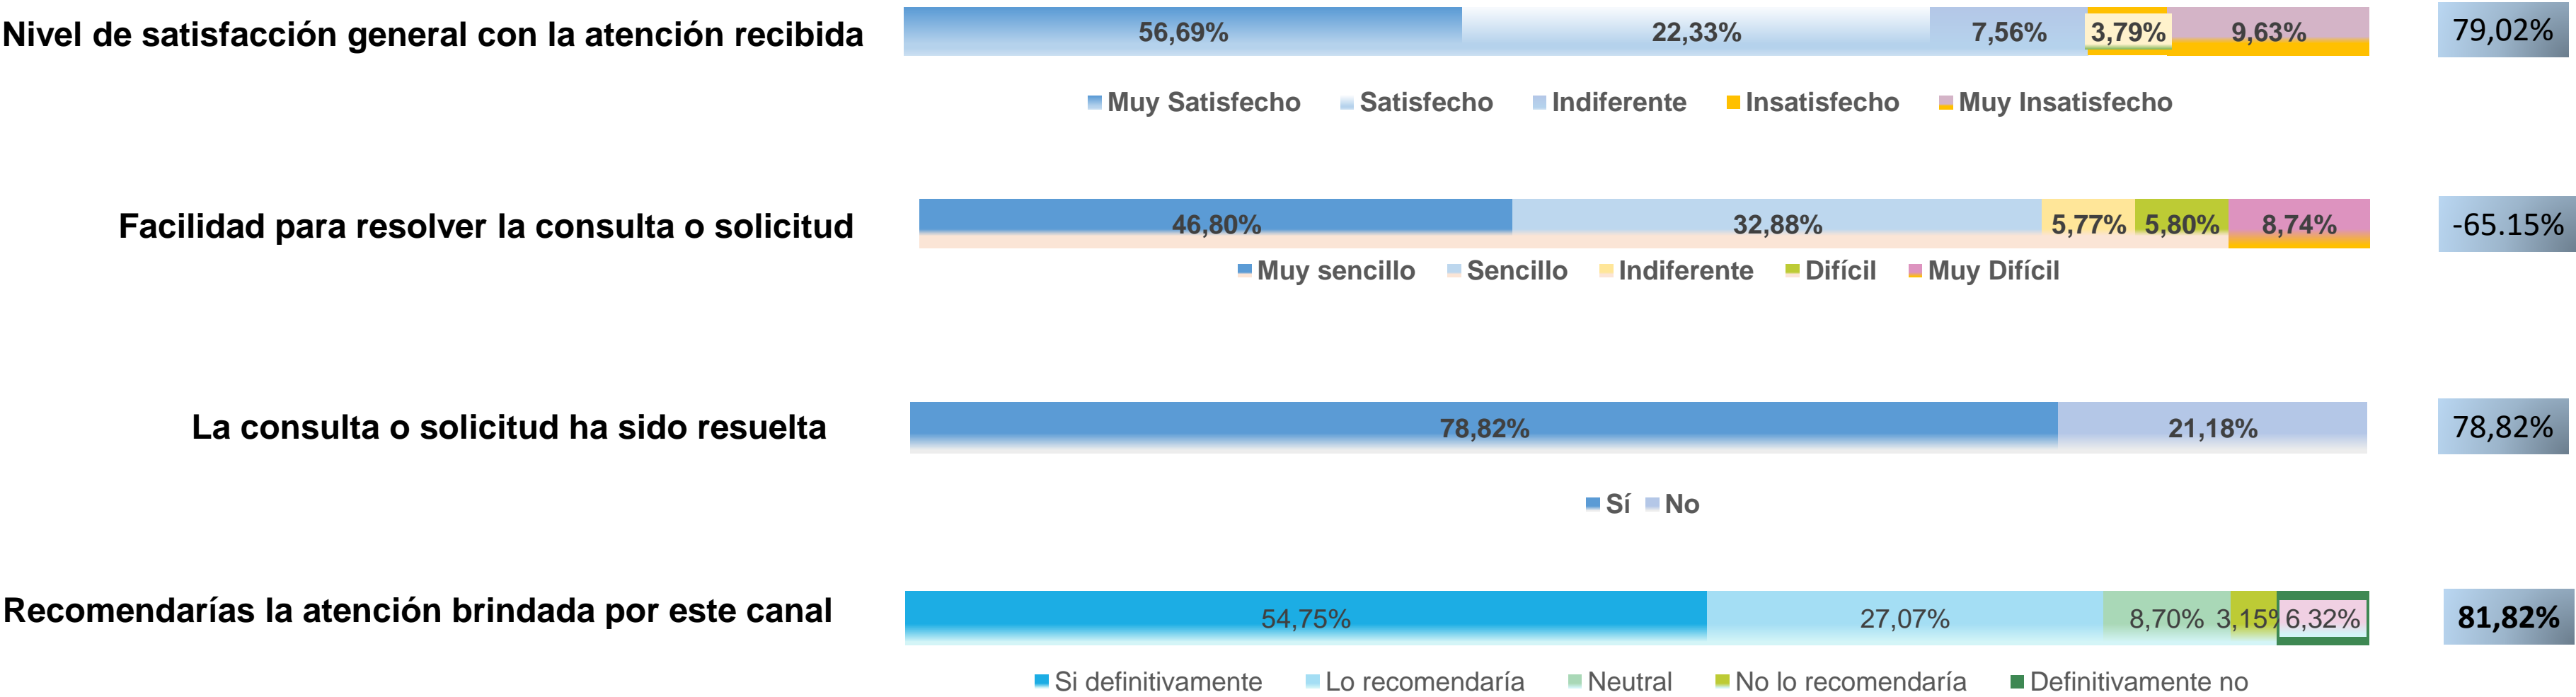 Nivel de satisfacción general con la atención recibida
56,69% 22,33% 7,56% 3,79% 9,63%
79,02%
Muy Satisfecho Satisfecho Indiferente Insatisfecho Muy Insatisfecho
Facilidad para resolver la consulta o solicitud
46,80% 32,88% 5,77% 5,80% 8,74%
-65.15%
Muy sencillo Sencillo Indiferente Difícil Muy Difícil
La consulta o solicitud ha sido resuelta
78,82% 21,18%
78,82%
Sí No
Recomendarías la atención brindada por este canal
54,75% 27,07% 8,70% 3,15% 6,32%
81,82%
Si definitivamente Lo recomendaría Neutral No lo recomendaría Definitivamente no